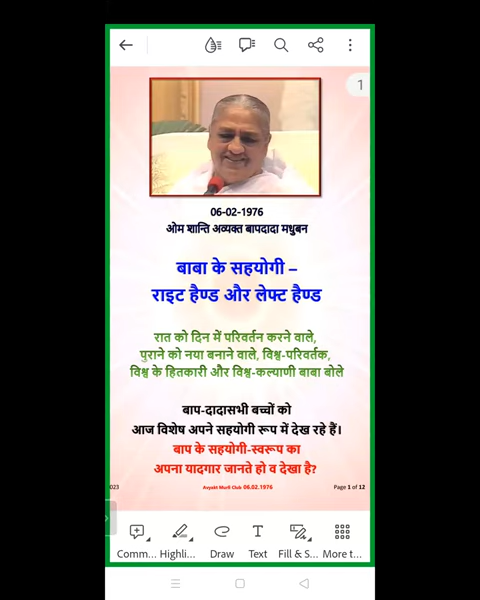 1
06-02-1976
ओम शान्ति अव्यक्त बापदादा मधुबन
बाबा के सहयोगी –
राइट हैण्ड और लेफ्ट हैण्ड
रात को दिन में परिवर्तन करने वाले,
पुराने को नया बनाने वाले, विश्व-परिवर्तक,
विश्व के हितकारी और विश्व-कल्याणी बाबा बोले
बाप-दादासभी बच्चों को
आज विशेष अपने सहयोगी रूप में देख रहे हैं।
बाप के सहयोगी-स्वरूप का
अपना यादगार जानते हो व देखा है?
023 Avyakt Murli Club 06.02.1976 Page 1 of 12
Comm... Highli... Draw Text Fill & S... More t...